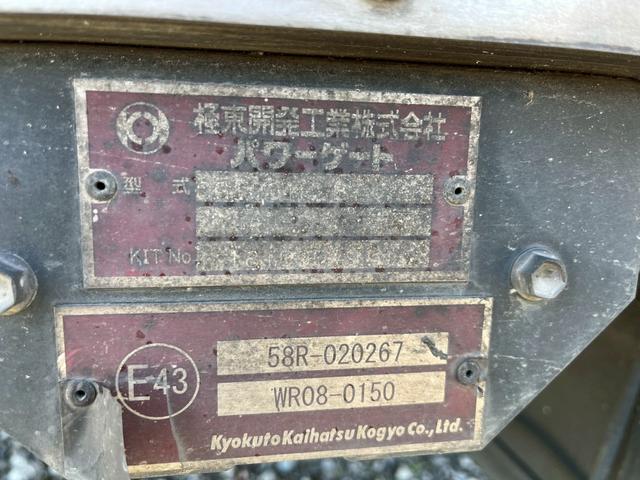 極東開発工業株式会社
パワーゲート
型式
KIT No.
E43
58R-020267
WR08-0150
Kyokuto Kaihatsu Kogyo Co., Ltd.